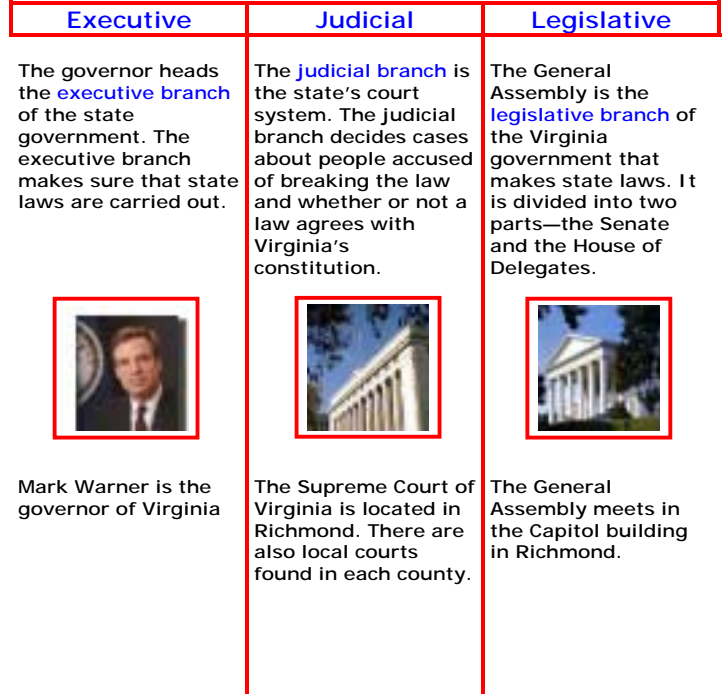 Executive
Judicial
Legislative
The governor heads
the executive branch
of the state
government. The
executive branch
makes sure that state
laws are carried out.
Mark Warner is the
governor of Virginia
The judicial branch is
the state's court
system. The judicial
branch decides cases
about people accused
of breaking the law
and whether or not a
law agrees with
Virginia's
constitution.
The Supreme Court of
Virginia is located in
Richmond. There are
also local courts
found in each county.
The General
Assembly is the
legislative branch of
the Virginia
government that
makes state laws. It
is divided into two
parts—the Senate
and the House of
Delegates.
The General
Assembly meets in
the Capitol building
in Richmond.